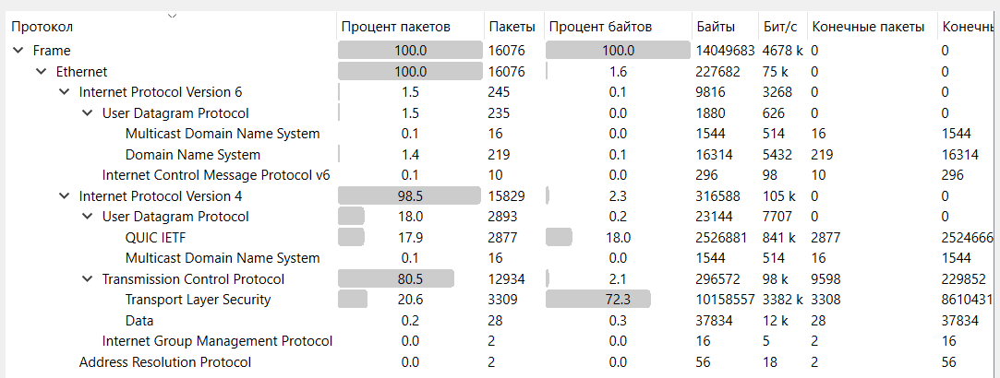 Протокол Процент пакетов Пакеты Процент байтов Байты Бит/с Конечные пакеты Конечнь
Frame 100.0 16076 100.0 14049683 4678 k 0 0
Ethernet 100.0 16076 1.6 227682 75 k 0 0
Internet Protocol Version 6 1.5 245 0.1 9816 3268 0 0
User Datagram Protocol 1.5 235 0.0 1880 626 0 0
Multicast Domain Name System 0.1 16 0.0 1544 514 16 1544
Domain Name System 1.4 219 0.1 16314 5432 219 16314
Internet Control Message Protocol v6 0.1 10 0.0 296 98 10 296
Internet Protocol Version 4 98.5 15829 2.3 316588 105 k 0 0
User Datagram Protocol 18.0 2893 0.2 23144 7707 0 0
QUIC IETF 17.9 2877 18.0 2526881 841 k 2877 2524666
Multicast Domain Name System 0.1 16 0.0 1544 514 16 1544
Transmission Control Protocol 80.5 12934 2.1 296572 98 k 9598 229852
Transport Layer Security 20.6 3309 72.3 10158557 3382 k 3308 8610431
Data 0.2 28 0.3 37834 12 k 28 37834
Internet Group Management Protocol 0.0 2 0.0 16 5 2 16
Address Resolution Protocol 0.0 2 0.0 56 18 2 56